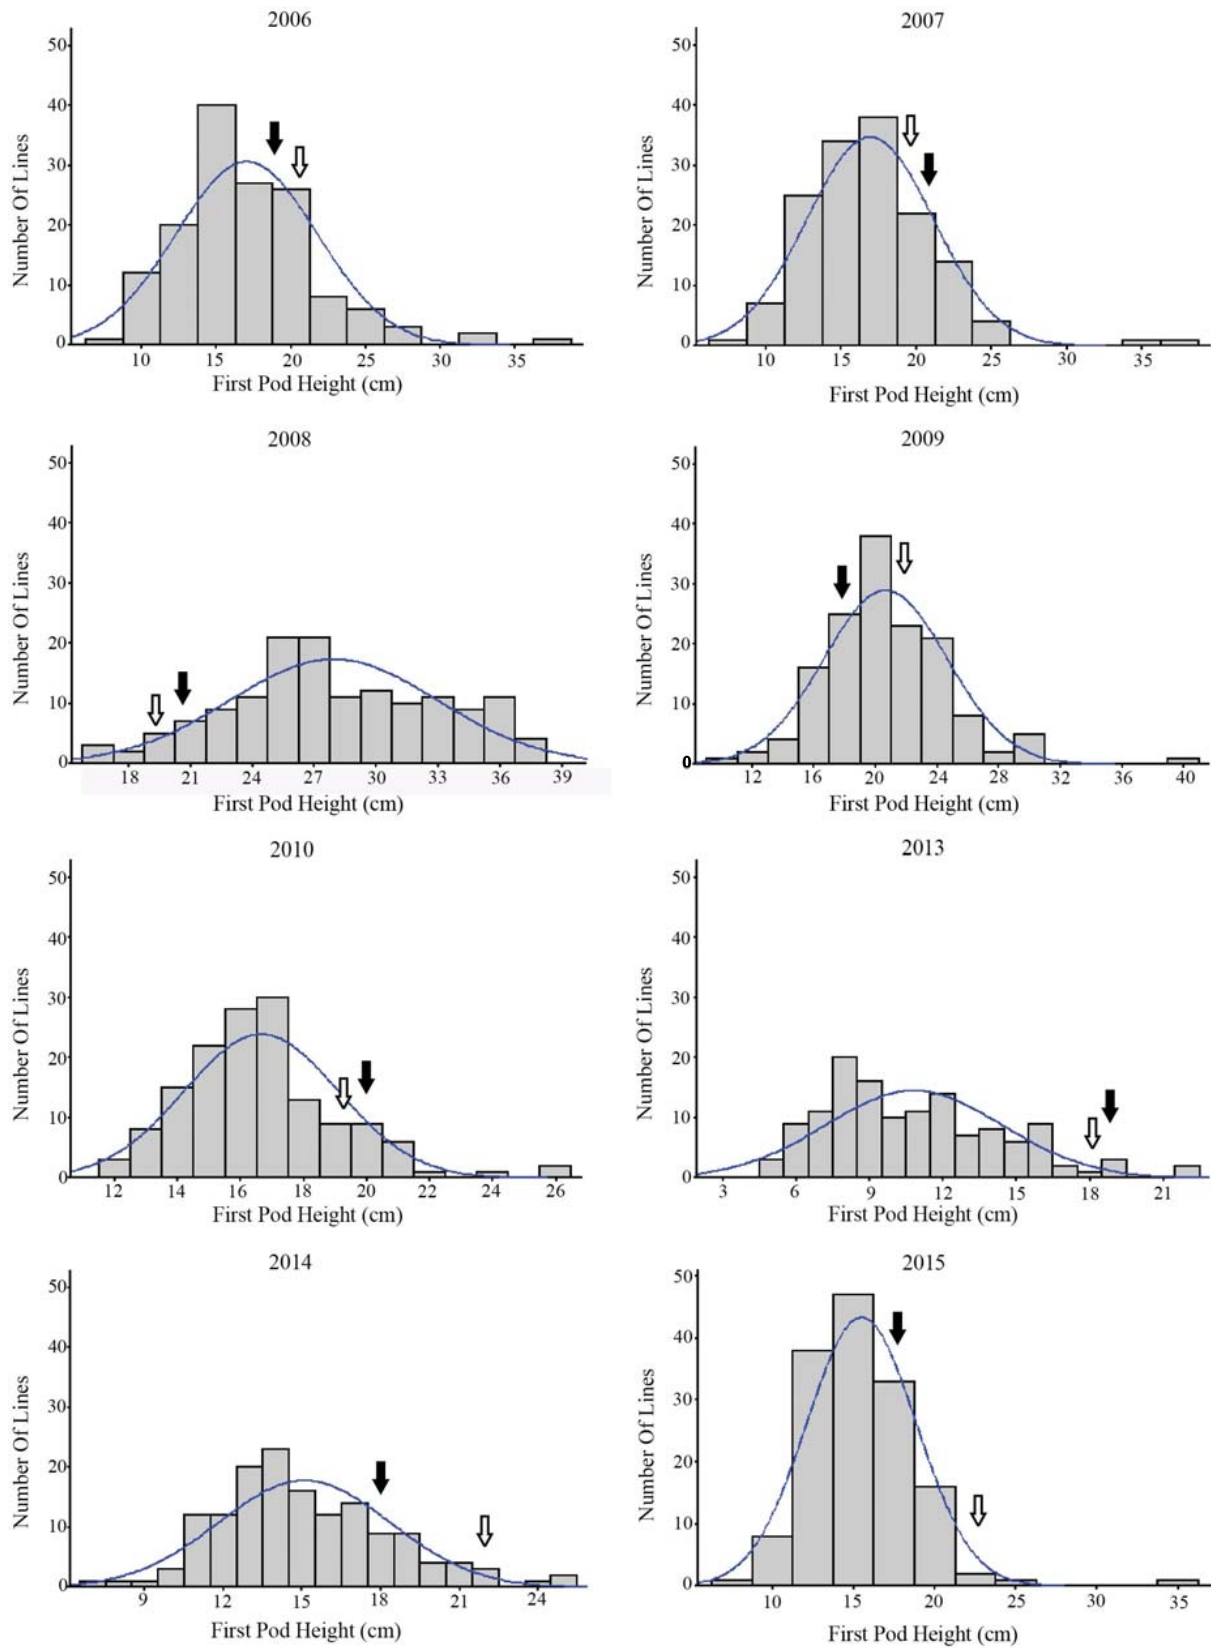 2006
50
40
30
20
10
0
Number Of Lines
10 15 20 25 30 35
First Pod Height (cm)
2007
50
40
30
20
10
0
Number Of Lines
10 15 20 25 30 35
First Pod Height (cm)
2008
50
40
30
20
10
0
Number Of Lines
18 21 24 27 30 33 36 39
First Pod Height (cm)
2009
50
40
30
20
10
0
Number Of Lines
12 16 20 24 28 32 36 40
First Pod Height (cm)
2010
50
40
30
20
10
0
Number Of Lines
12 14 16 18 20 22 24 26
First Pod Height (cm)
2013
50
40
30
20
10
0
Number Of Lines
3 6 9 12 15 18 21
First Pod Height (cm)
2014
50
40
30
20
10
0
Number Of Lines
9 12 15 18 21 24
First Pod Height (cm)
2015
50
40
30
20
10
0
Number Of Lines
10 15 20 25 30 35
First Pod Height (cm)